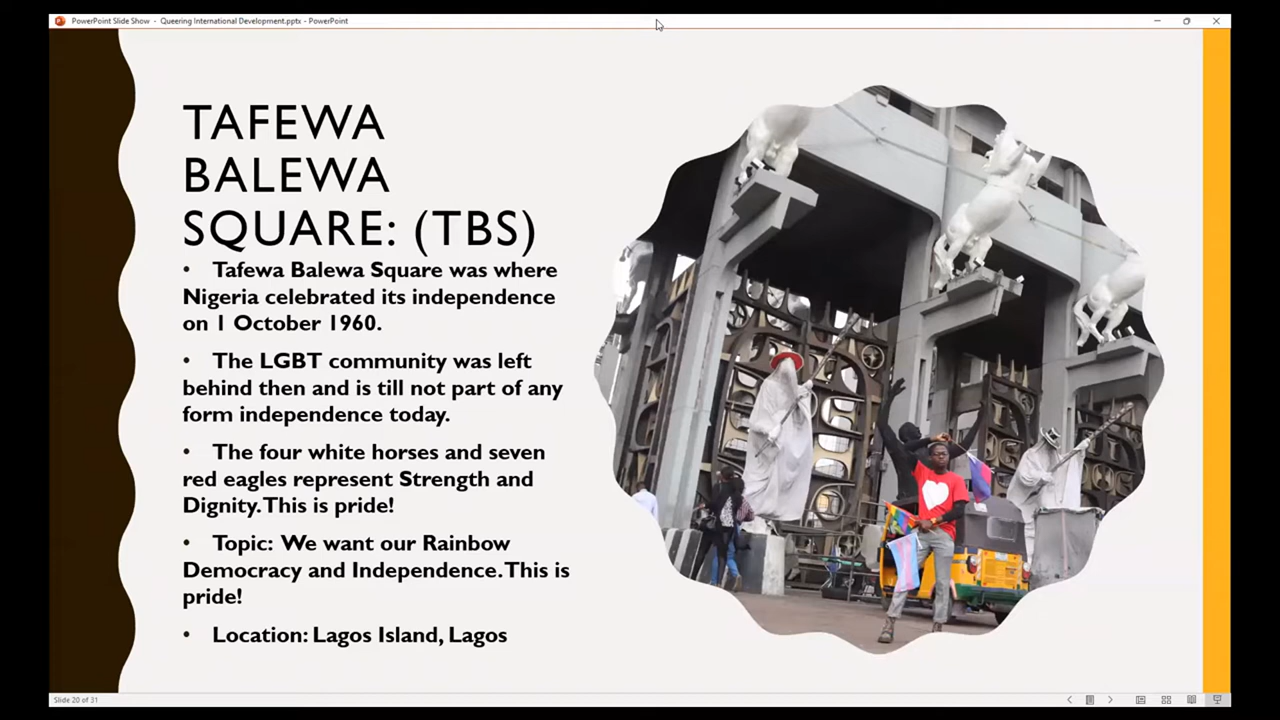 PowerPoint Slide Show - Queering International Development.pptx - PowerPoint
TAFEWA
BALEWA
SQUARE: (TBS)
• Tafewa Balewa Square was where
Nigeria celebrated its independence
on 1 October 1960.
• The LGBT community was left
behind then and is till not part of any
form independence today.
• The four white horses and seven
red eagles represent Strength and
Dignity. This is pride!
• Topic: We want our Rainbow
Democracy and Independence. This is
pride!
• Location: Lagos Island, Lagos
Slide 20 of 31